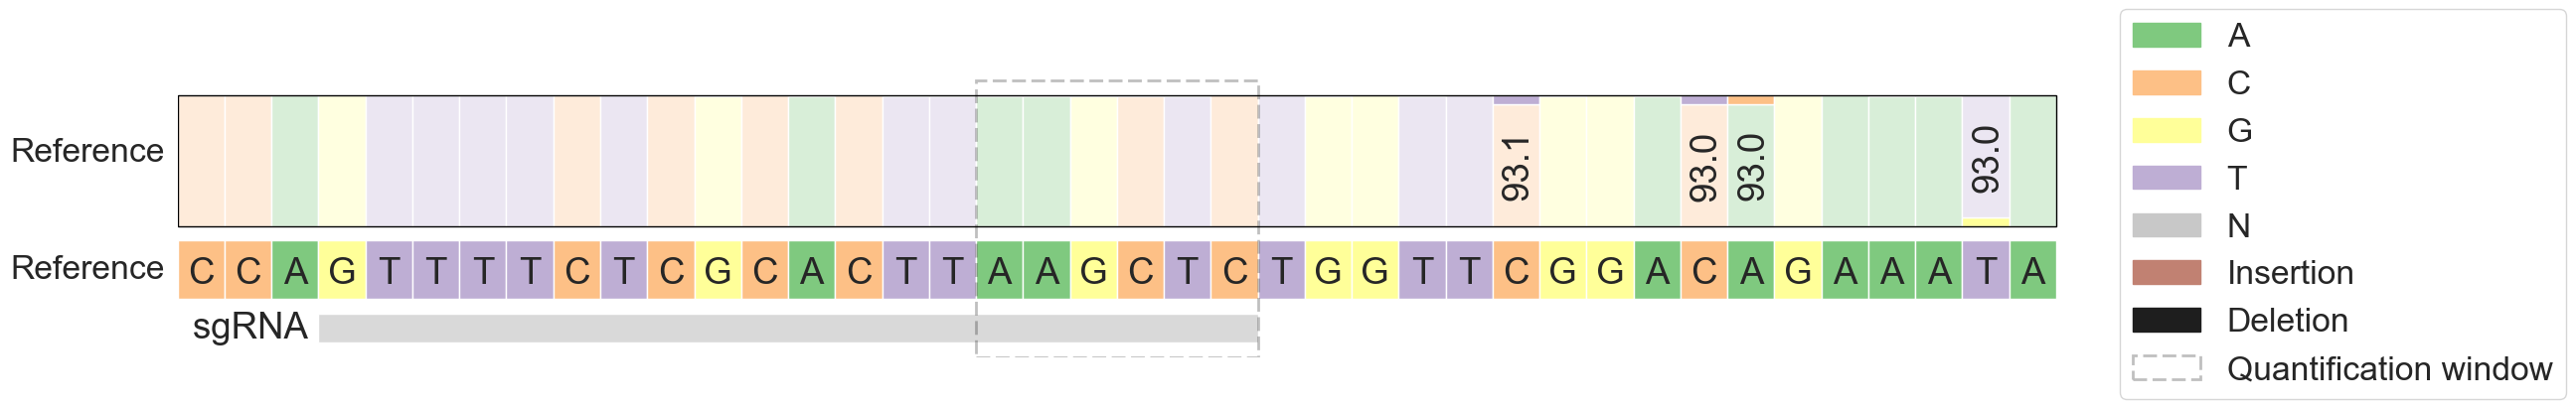 Reference
93.1 93.0 93.0 93.0
Reference C C A G T T T T C T C G C A C T T A A G C T C T G G T T C G G A C A G A A A T A
sgRNA
A
C
G
T
N
Insertion
Deletion
Quantification window